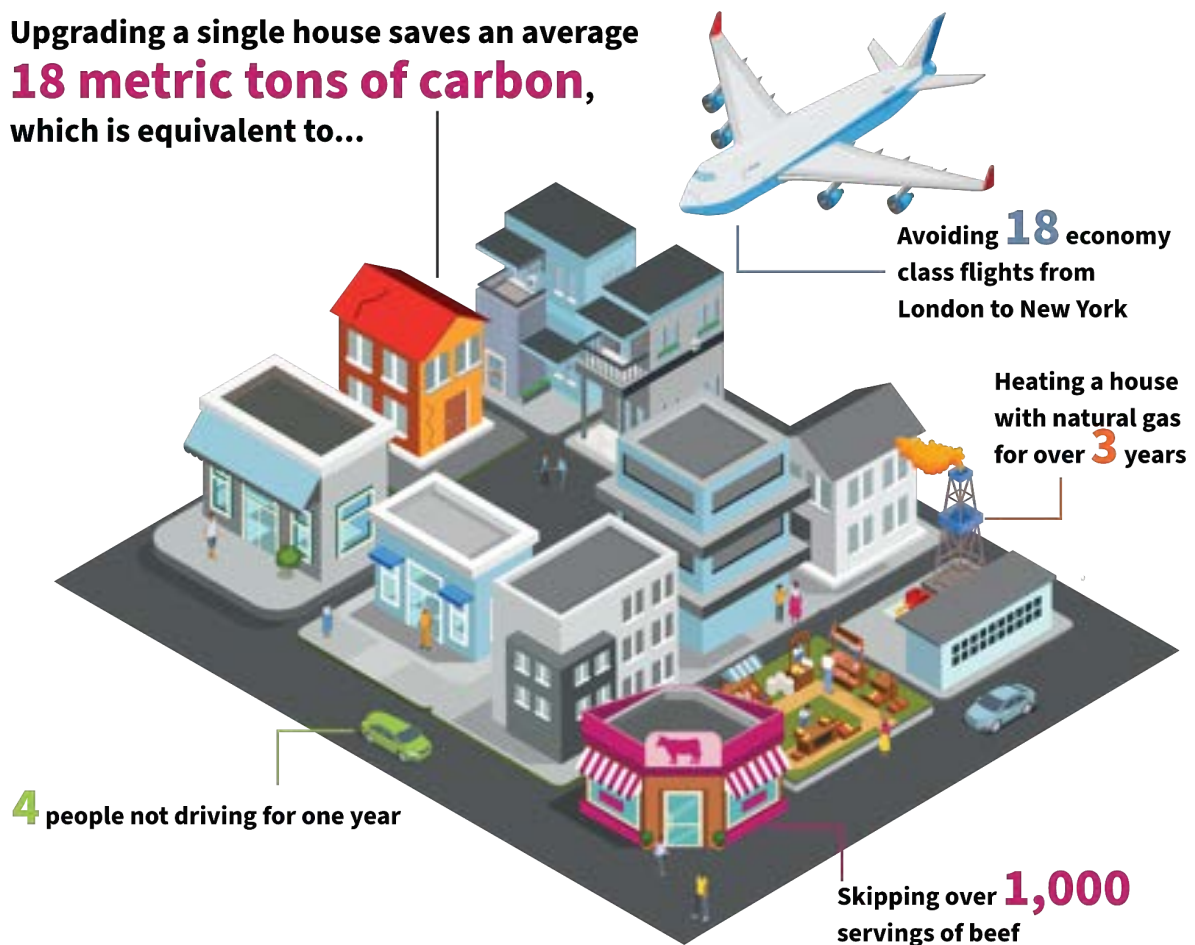 Upgrading a single house saves an average
18 metric tons of carbon,
which is equivalent to...
Avoiding 18 economy
class flights from
London to New York
Heating a house
with natural gas
for over 3 years
4 people not driving for one year
Skipping over 1,000
servings of beef